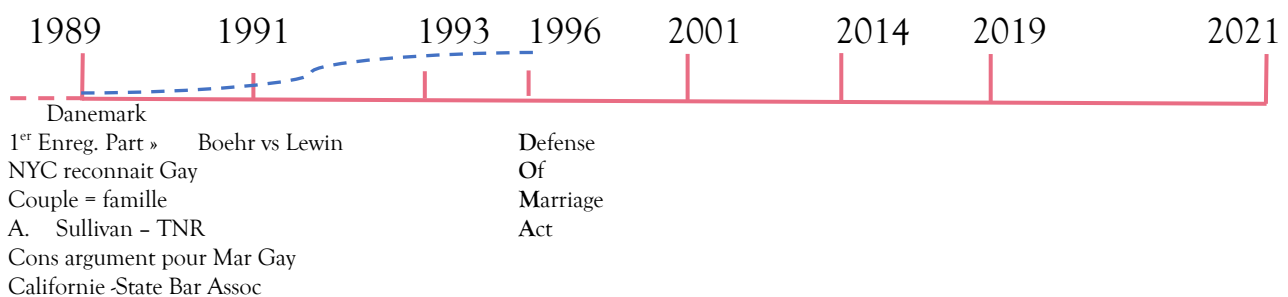 1989 1991 1993 1996 2001 2014 2019 2021
Danemark
1er Enreg. Part » Boehr vs Lewin
NYC reconnait Gay
Couple = famille
A. Sullivan – TNR
Cons argument pour Mar Gay
Californie -State Bar Assoc
Defense
Of
Marriage
Act